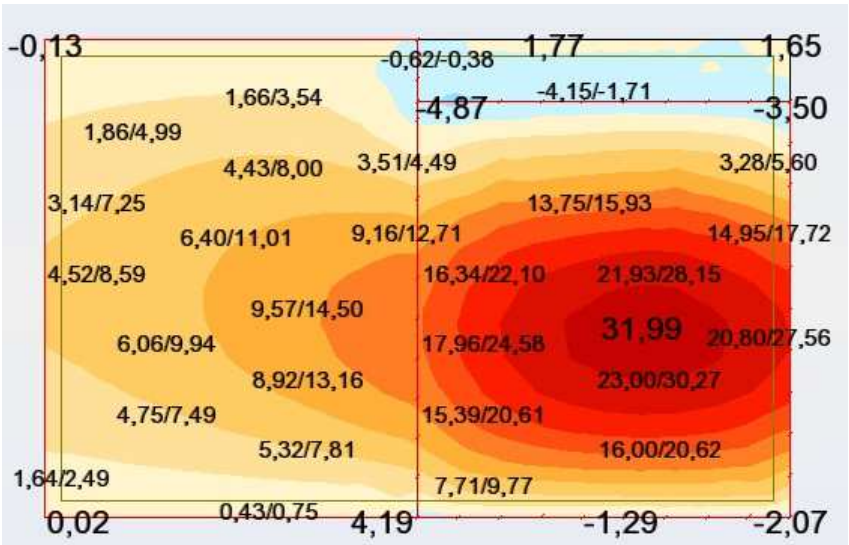 -0,13 1,77 1,65
-0,62/-0,38
-4,15/-1,71
1,66/3,54
-4,87 -3,50
1,86/4,99
4,43/8,00 3,51/4,49 3,28/5,60
3,14/7,25 13,75/15,93
6,40/11,01 9,16/12,71 14,95/17,72
4,52/8,59 16,34/22,10 21,93/28,15
9,57/14,50
31,99
6,06/9,94 17,96/24,58 20,80/27,56
8,92/13,16 23,00/30,27
4,75/7,49 15,39/20,61
5,32/7,81 16,00/20,62
1,64/2,49 7,71/9,77
0,43/0,75
0,02 4,19 -1,29 -2,07